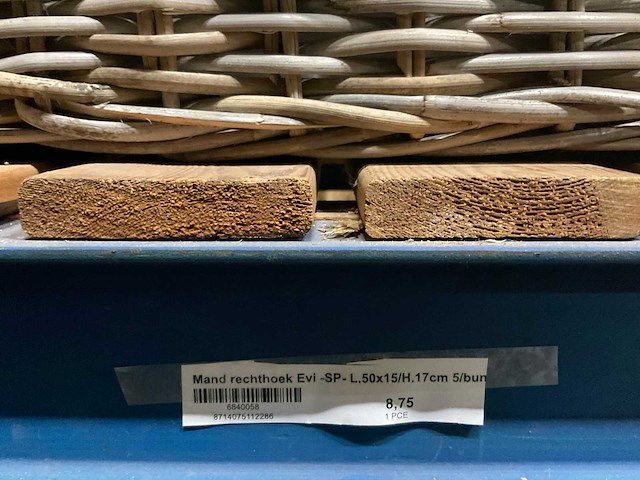 Mand rechthoek Evi -SP- L.50x15/H.17cm 5/bun
6840058
8,75
8714075112286
1 PCE